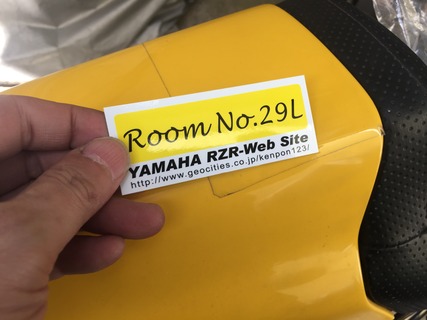 Room No.29L
YAMAHA RZR-Web Site
http://www.geocities.co.jp/kenpon123/